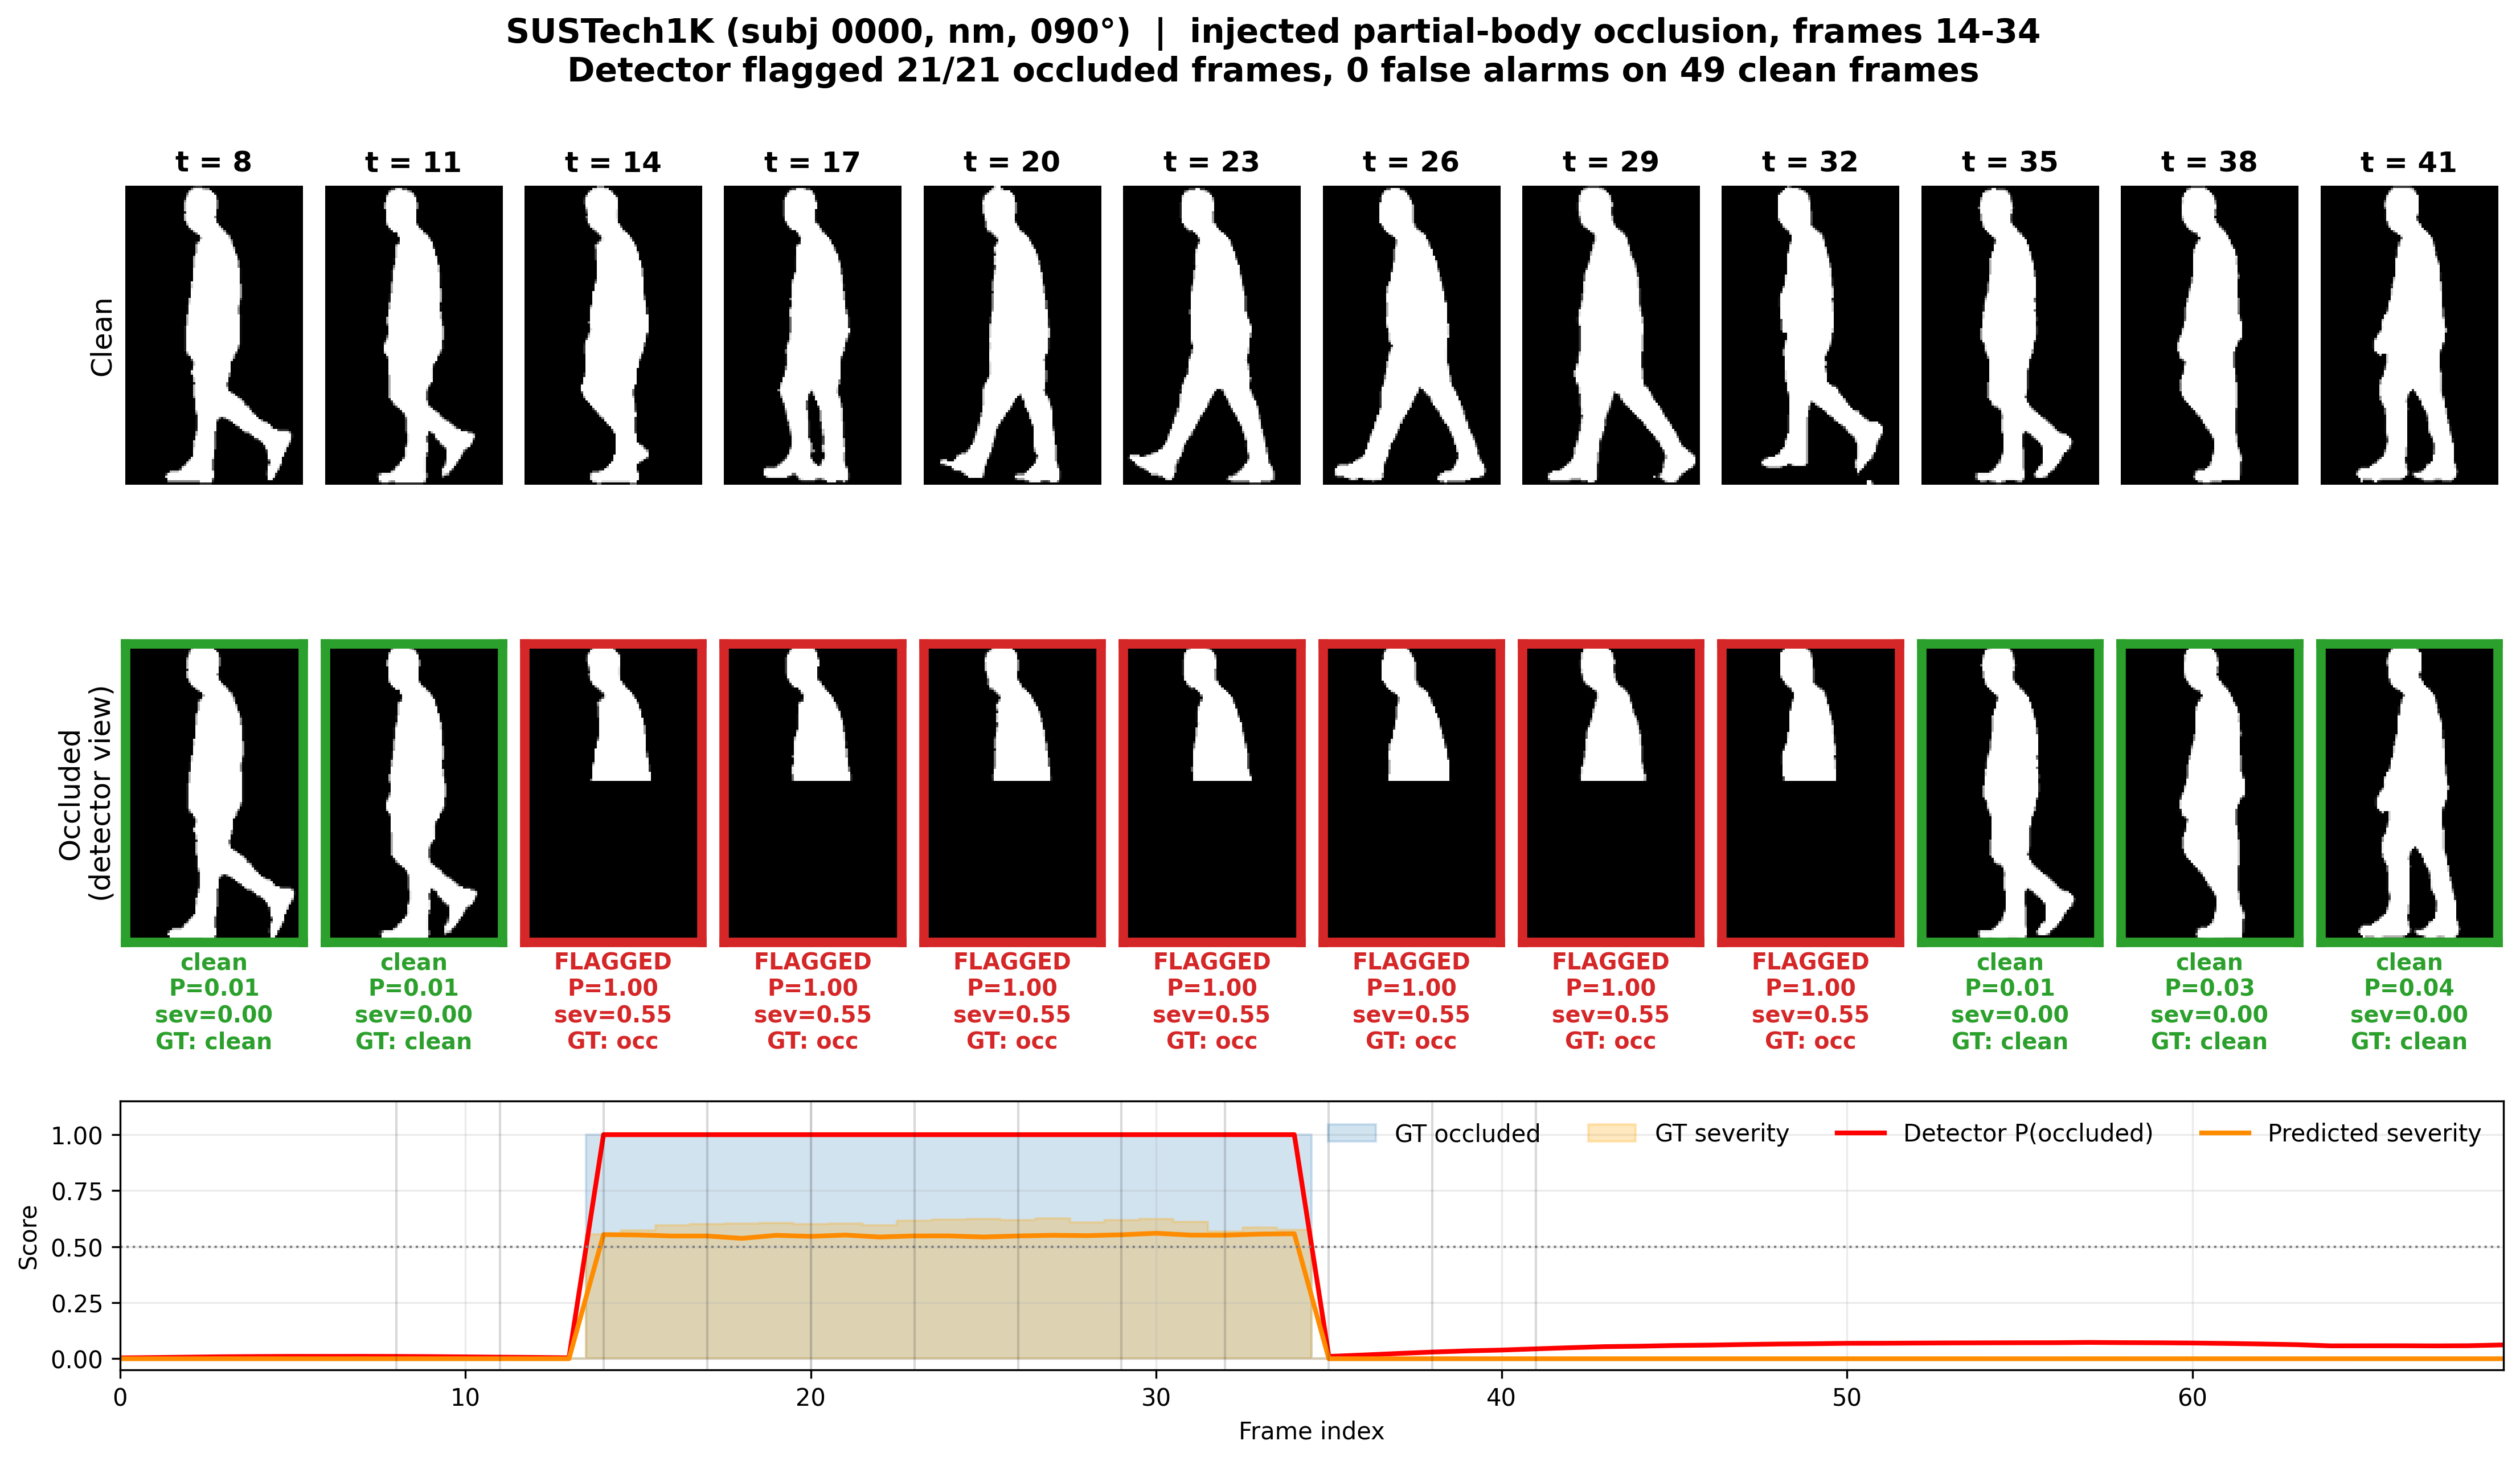 SUSTech1K (subj 0000, nm, 090°)  |  injected partial-body occlusion, frames 14-34
Detector flagged 21/21 occluded frames, 0 false alarms on 49 clean frames
t = 8 t = 11 t = 14 t = 17 t = 20 t = 23 t = 26 t = 29 t = 32 t = 35 t = 38 t = 41
Clean
Occluded
(detector view)
clean clean FLAGGED FLAGGED FLAGGED FLAGGED FLAGGED FLAGGED FLAGGED clean clean clean
P=0.01 P=0.01 P=1.00 P=1.00 P=1.00 P=1.00 P=1.00 P=1.00 P=1.00 P=0.01 P=0.03 P=0.04
sev=0.00 sev=0.00 sev=0.55 sev=0.55 sev=0.55 sev=0.55 sev=0.55 sev=0.55 sev=0.55 sev=0.00 sev=0.00 sev=0.00
GT: clean GT: clean GT: occ GT: occ GT: occ GT: occ GT: occ GT: occ GT: occ GT: clean GT: clean GT: clean
GT occluded GT severity Detector P(occluded) Predicted severity
Score
1.00
0.75
0.50
0.25
0.00
0 10 20 30 40 50 60
Frame index